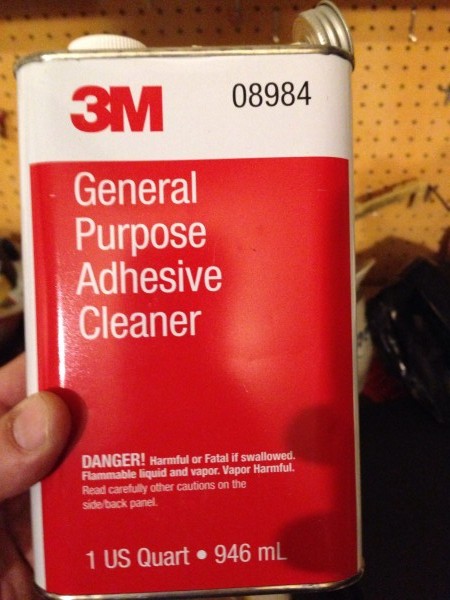 3M
08984
General
Purpose
Adhesive
Cleaner
DANGER! Harmful or Fatal if swallowed.
Flammable liquid and vapor. Vapor Harmful.
Read carefully other cautions on the
side/back panel.
1 US Quart • 946 mL